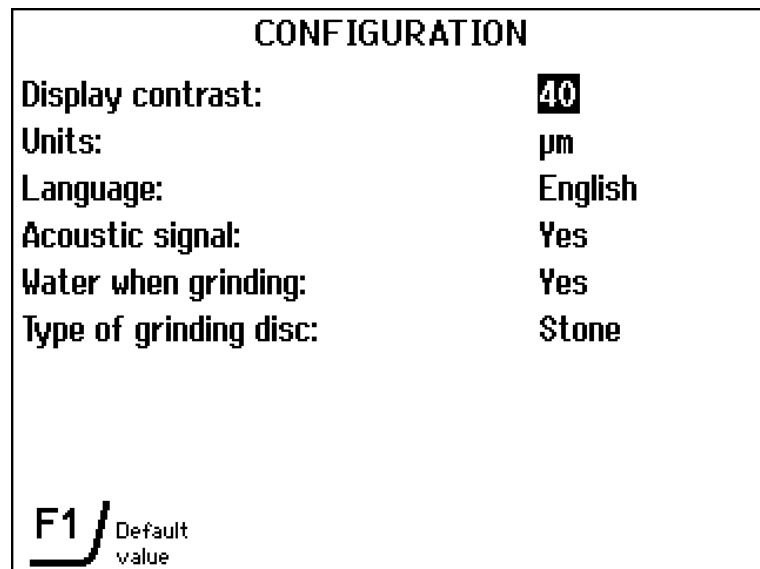 CONFIGURATION
Display contrast: 40
Units: µm
Language: English
Acoustic signal: Yes
Water when grinding: Yes
Type of grinding disc: Stone
F1 Default
value